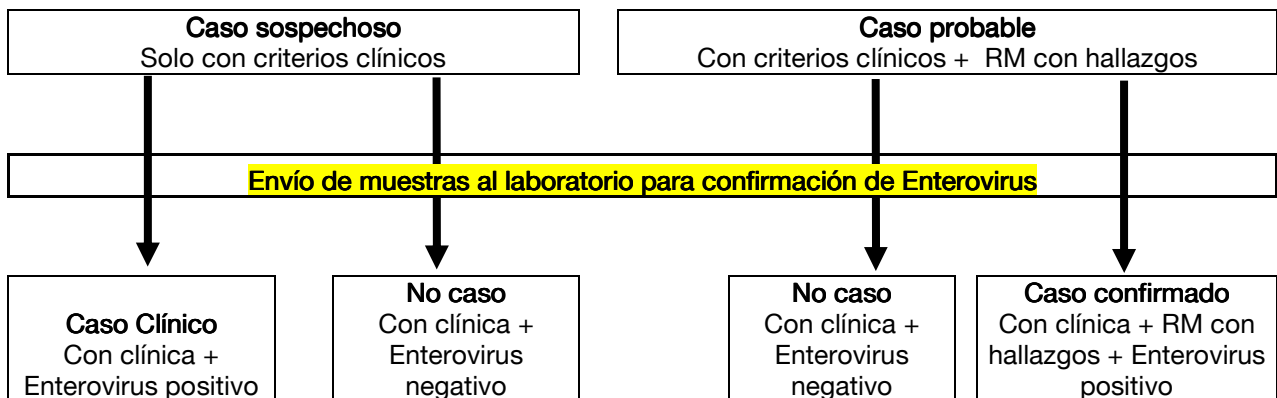 Caso sospechoso
Solo con criterios clínicos
Caso probable
Con criterios clínicos + RM con hallazgos
Envío de muestras al laboratorio para confirmación de Enterovirus
Caso Clínico
Con clínica +
Enterovirus positivo
No caso
Con clínica +
Enterovirus
negativo
No caso
Con clínica +
Enterovirus
negativo
Caso confirmado
Con clínica + RM con
hallazgos + Enterovirus
positivo